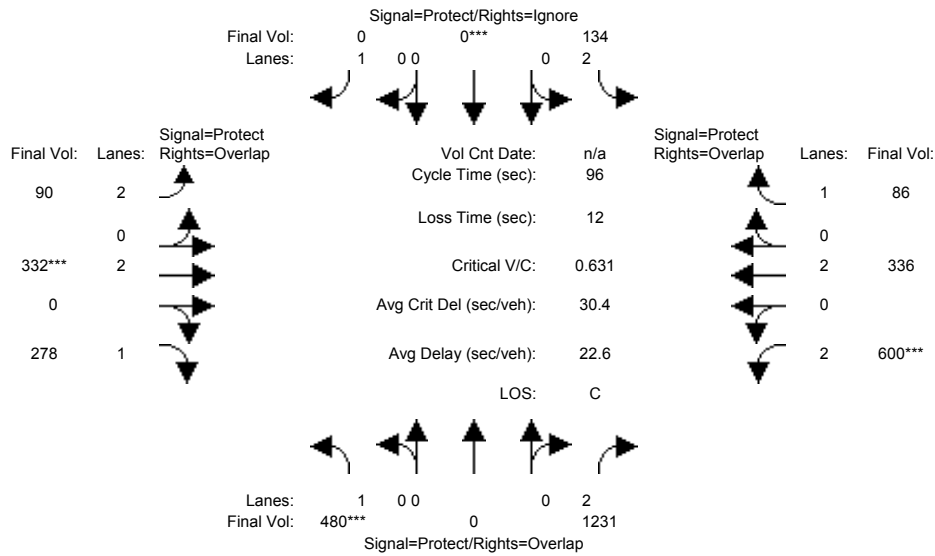 Signal=Protect/Rights=Ignore
Final Vol: 0 0*** 134
Lanes: 1 0 0 0 2
Signal=Protect Signal=Protect
Final Vol: Lanes: Rights=Overlap Vol Cnt Date: n/a Rights=Overlap Lanes: Final Vol:
90 2 Cycle Time (sec): 96 1 86
Loss Time (sec): 12
0 0
332*** 2 Critical V/C: 0.631 2 336
0 Avg Crit Del (sec/veh): 30.4 0
278 1 Avg Delay (sec/veh): 22.6 2 600***
LOS: C
Lanes: 1 0 0 0 2
Final Vol: 480*** 0 1231
Signal=Protect/Rights=Overlap